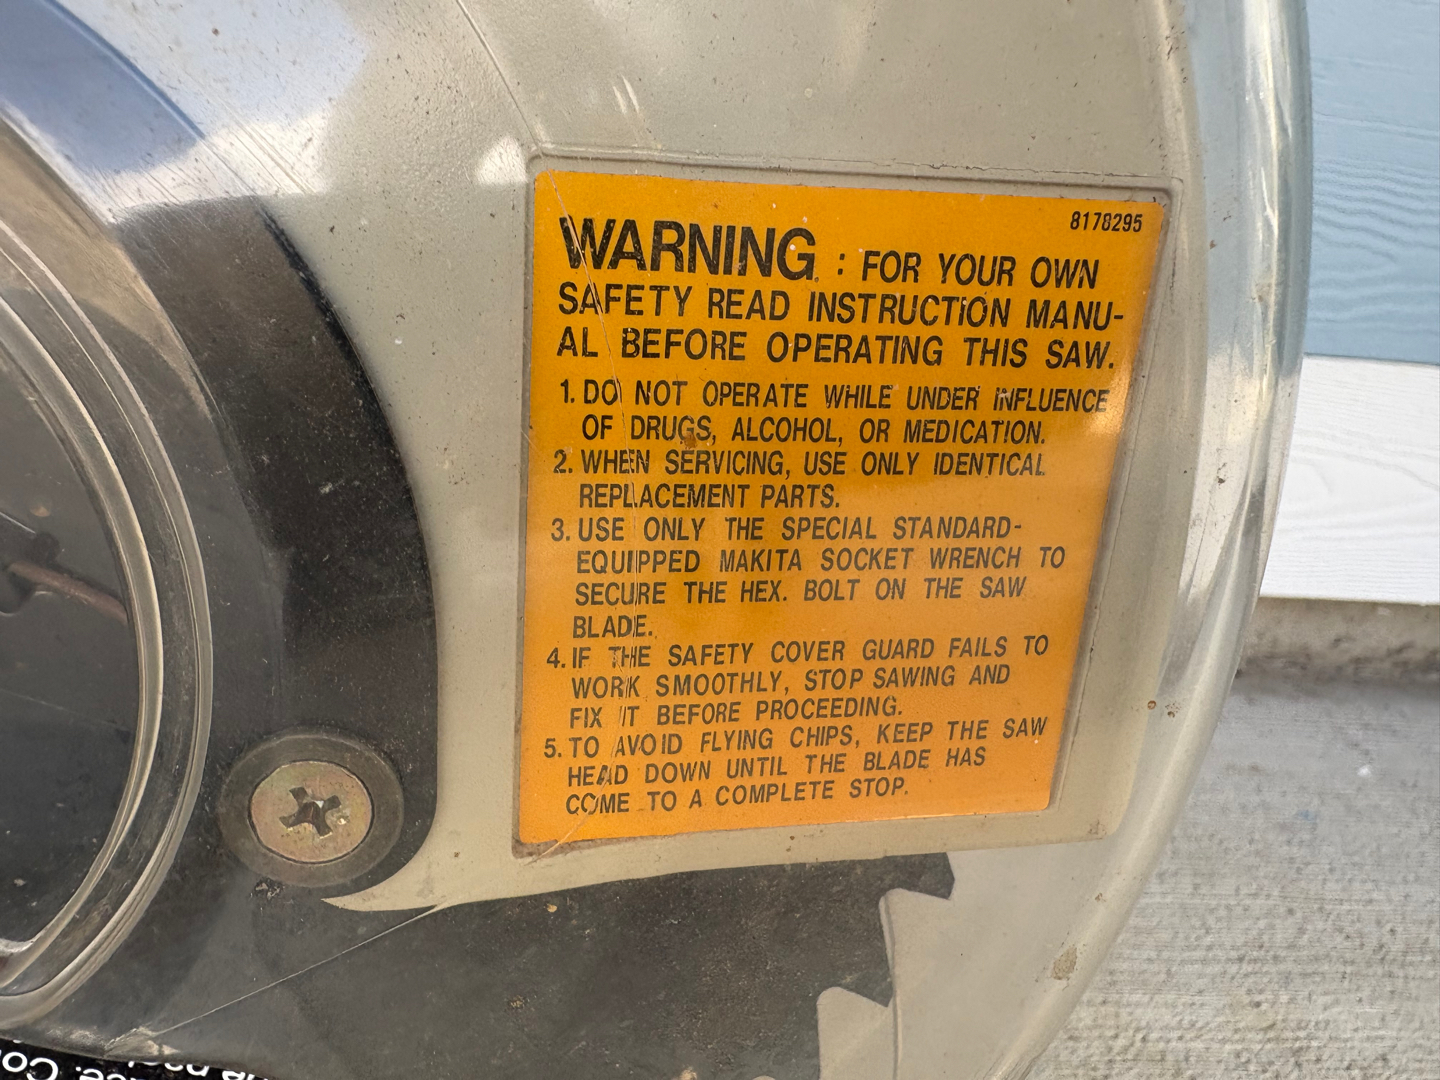 8178295
WARNING : FOR YOUR OWN
SAFETY READ INSTRUCTION MANU-
AL BEFORE OPERATING THIS SAW.
1. DO NOT OPERATE WHILE UNDER INFLUENCE
OF DRUGS, ALCOHOL, OR MEDICATION.
2. WHEN SERVICING, USE ONLY IDENTICAL
REPLACEMENT PARTS.
3. USE ONLY THE SPECIAL STANDARD-
EQUIPPED MAKITA SOCKET WRENCH TO
SECURE THE HEX. BOLT ON THE SAW
BLADE.
4. IF THE SAFETY COVER GUARD FAILS TO
WORK SMOOTHLY, STOP SAWING AND
FIX IT BEFORE PROCEEDING.
5. TO AVOID FLYING CHIPS, KEEP THE SAW
HEAD DOWN UNTIL THE BLADE HAS
COME TO A COMPLETE STOP.